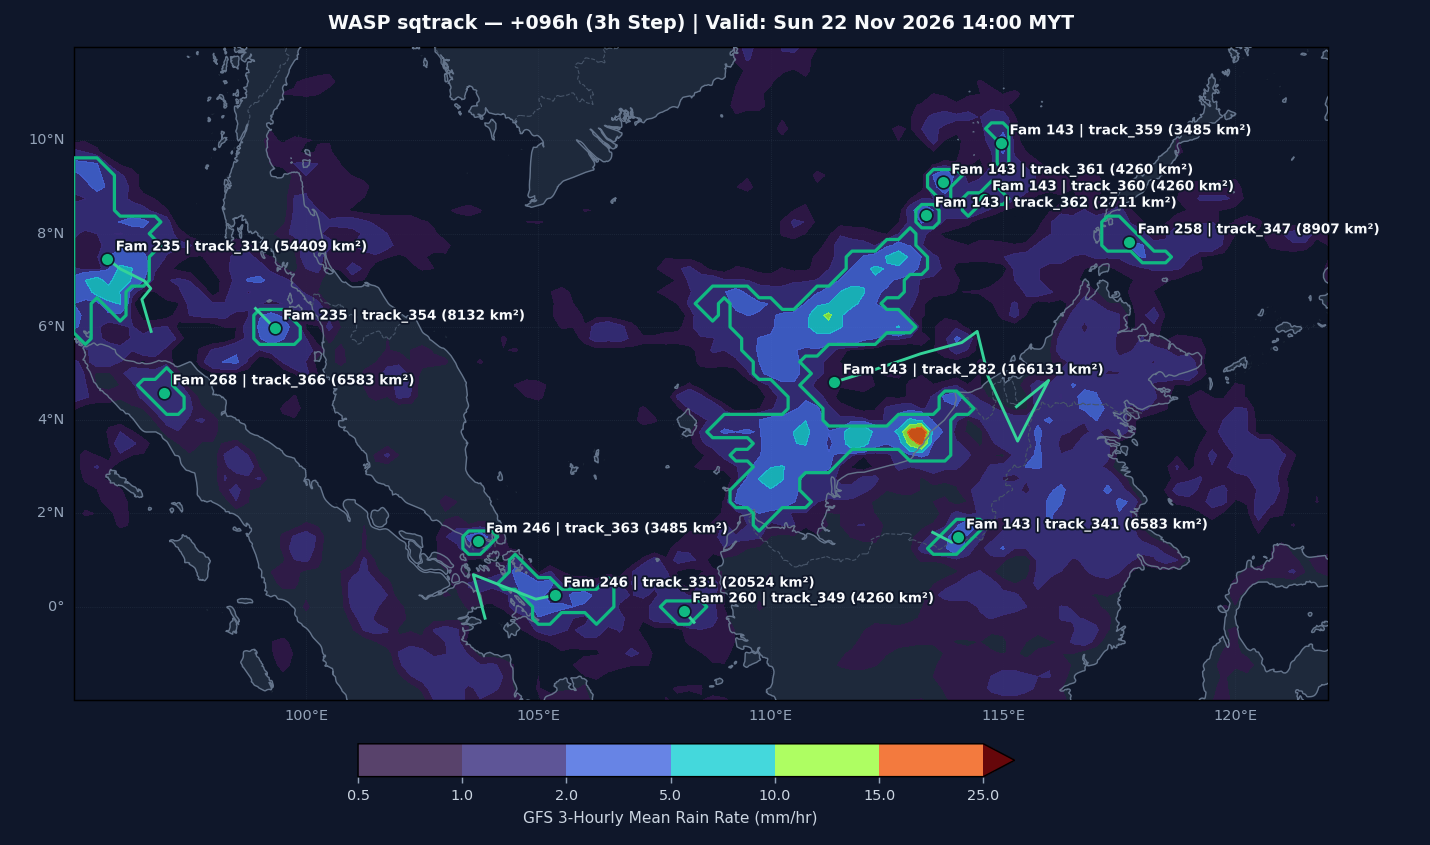 WASP sqtrack — +096h (3h Step) | Valid: Sun 22 Nov 2026 14:00 MYT
10°N
8°N
6°N
4°N
2°N
0°
Fam 143 | track_359 (3485 km²)
Fam 143 | track_361 (4260 km²)
Fam 143 | track_360 (4260 km²)
Fam 143 | track_362 (2711 km²)
Fam 258 | track_347 (8907 km²)
Fam 235 | track_314 (54409 km²)
Fam 235 | track_354 (8132 km²)
Fam 143 | track_282 (166131 km²)
Fam 268 | track_366 (6583 km²)
Fam 246 | track_363 (3485 km²)
Fam 143 | track_341 (6583 km²)
Fam 246 | track_331 (20524 km²)
Fam 260 | track_349 (4260 km²)
100°E 105°E 110°E 115°E 120°E
0.5 1.0 2.0 5.0 10.0 15.0 25.0
GFS 3-Hourly Mean Rain Rate (mm/hr)